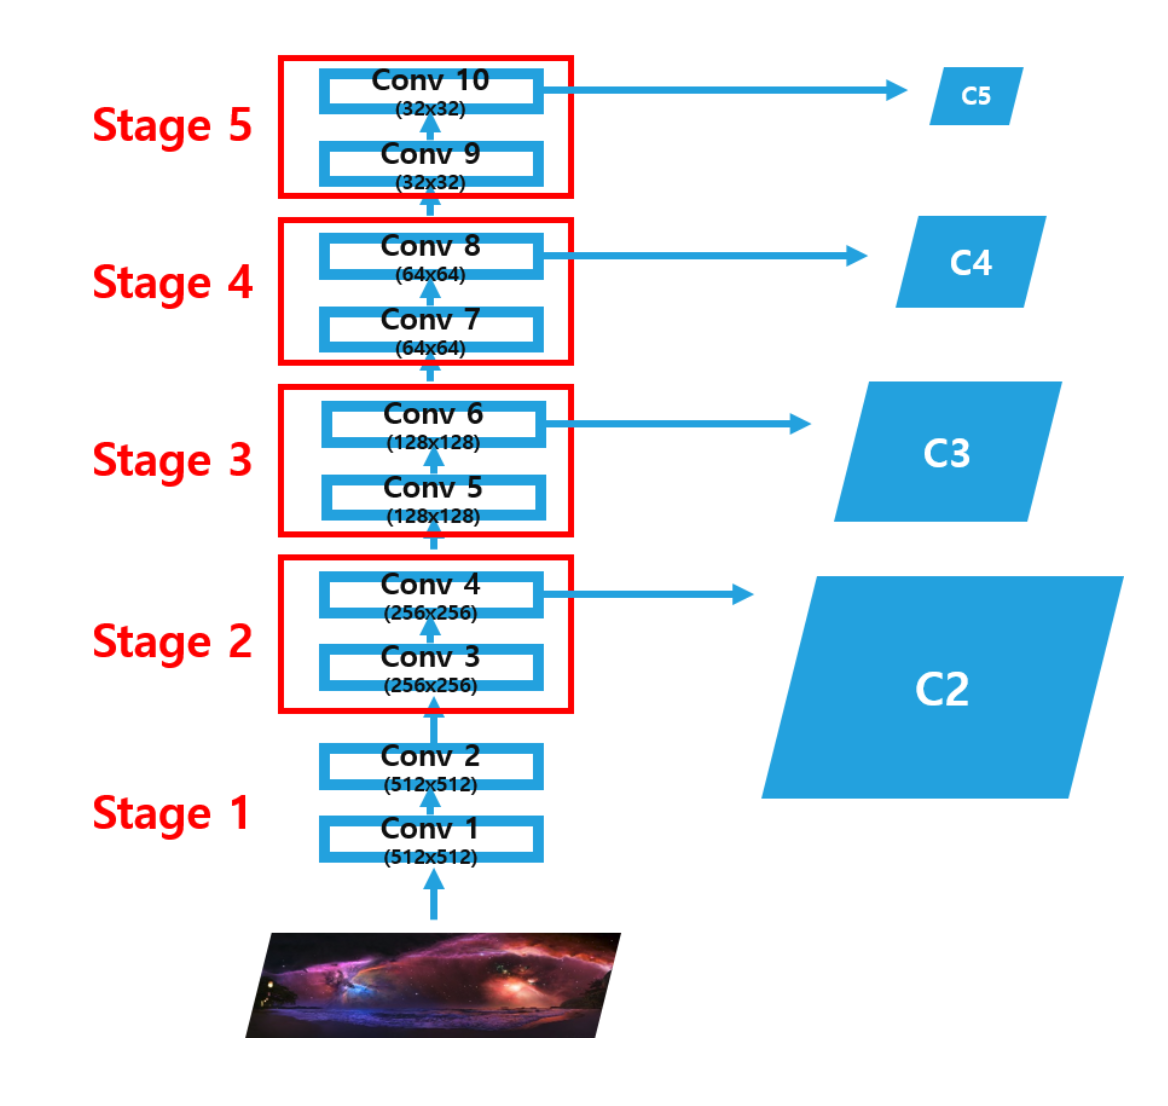 Stage 5
Conv 10
(32x32)
Conv 9
(32x32)
C5
Stage 4
Conv 8
(64x64)
Conv 7
(64x64)
C4
Stage 3
Conv 6
(128x128)
Conv 5
(128x128)
C3
Stage 2
Conv 4
(256x256)
Conv 3
(256x256)
C2
Stage 1
Conv 2
(512x512)
Conv 1
(512x512)